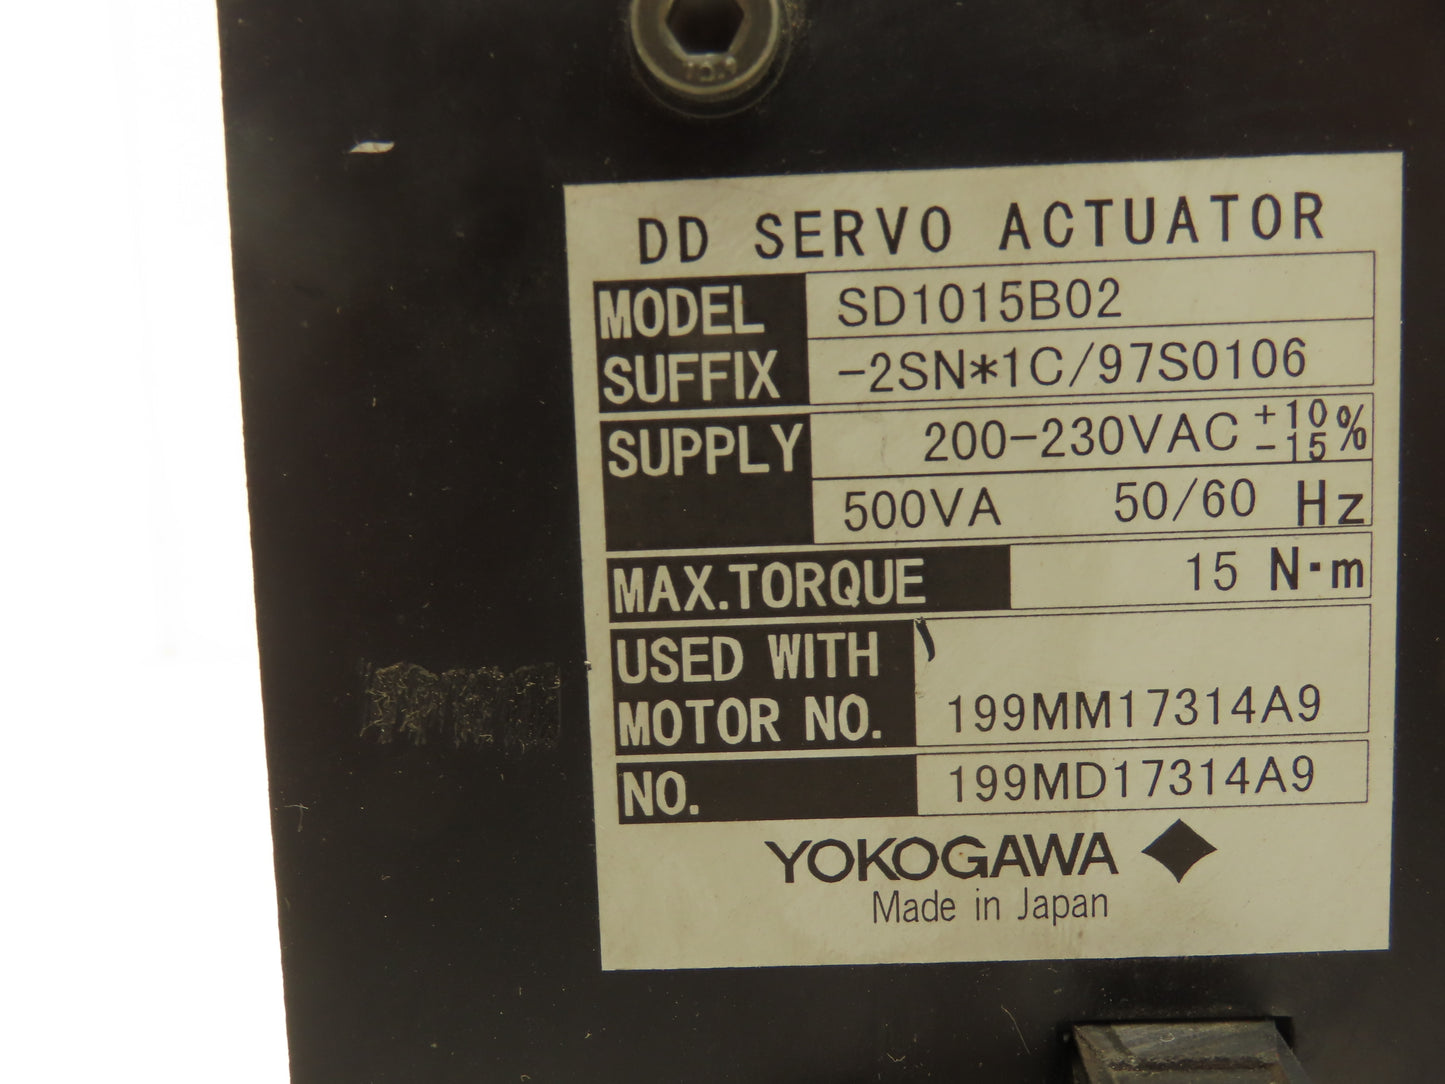 DD SERVO ACTUATOR
MODEL SD1015B02
SUFFIX -2SN*1C/97S0106
SUPPLY 200-230VAC +10 -15 %
500VA 50/60 Hz
MAX.TORQUE 15 N·m
USED WITH
MOTOR NO. 199MM17314A9
NO. 199MD17314A9
YOKOGAWA
Made in Japan